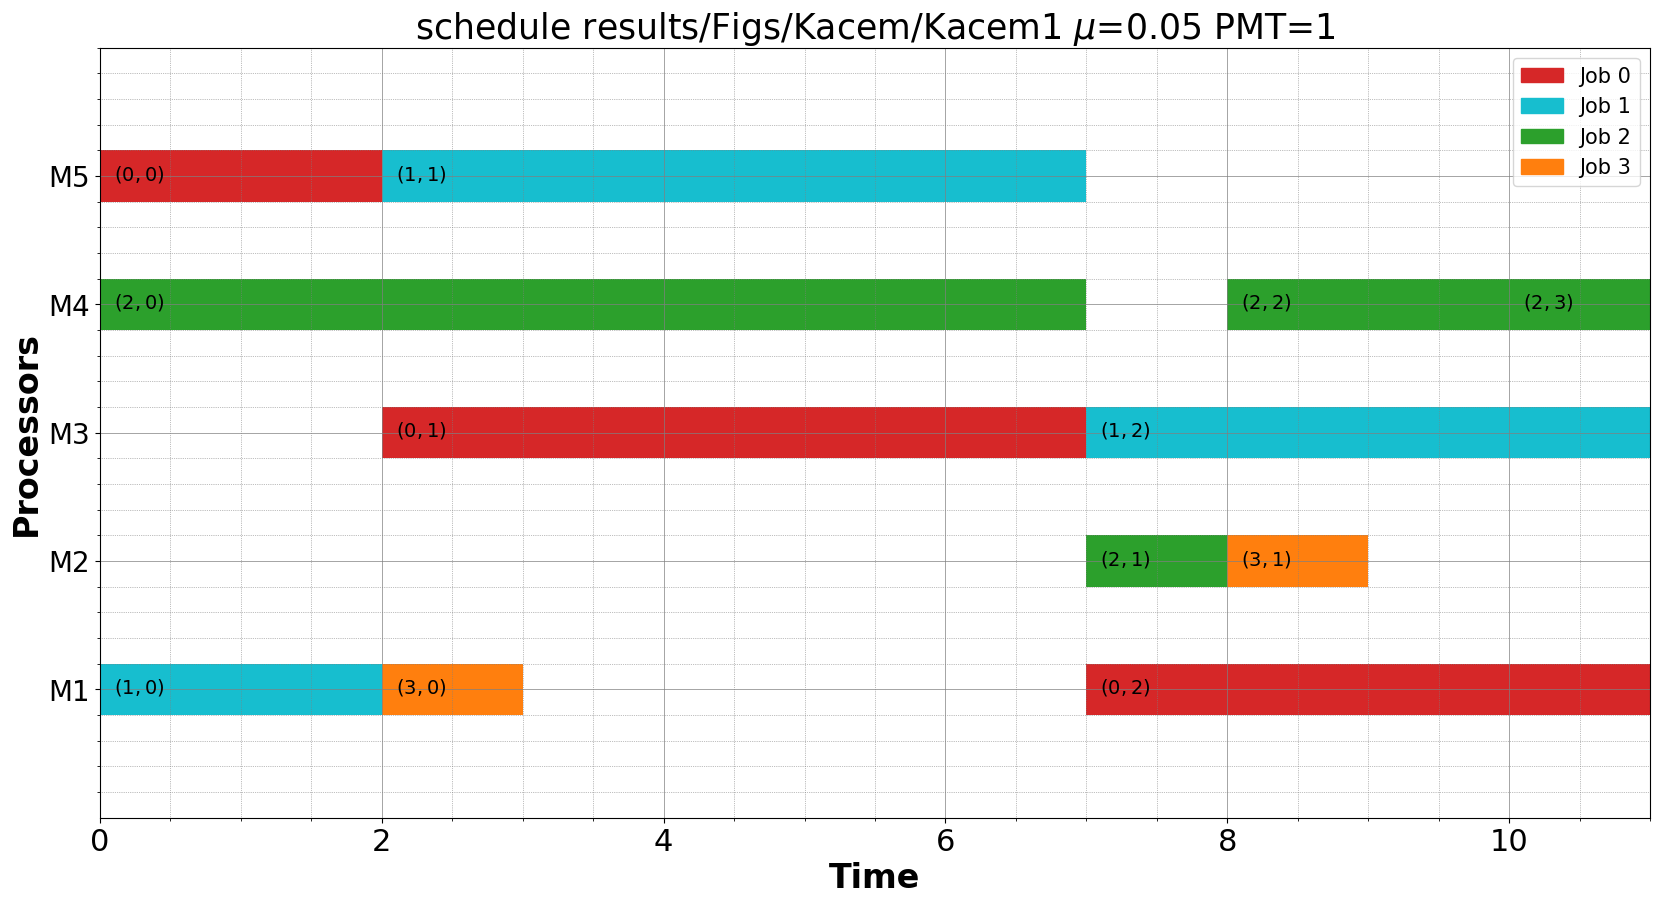 schedule results/Figs/Kacem/Kacem1 μ=0.05 PMT=1
Job 0
Job 1
Job 2
Job 3
M5
(0, 0)
(1, 1)
M4
(2, 0)
(2, 2)
(2, 3)
M3
(0, 1)
(1, 2)
M2
(2, 1)
(3, 1)
M1
(1, 0)
(3, 0)
(0, 2)
Processors
0 2 4 6 8 10
Time